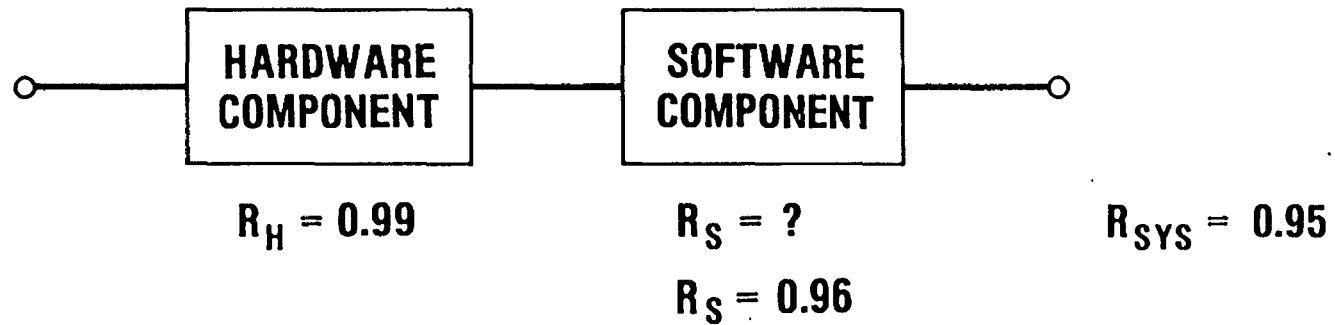 HARDWARE
COMPONENT
SOFTWARE
COMPONENT
R_H = 0.99
R_S = ?
R_SYS = 0.95
R_S = 0.96